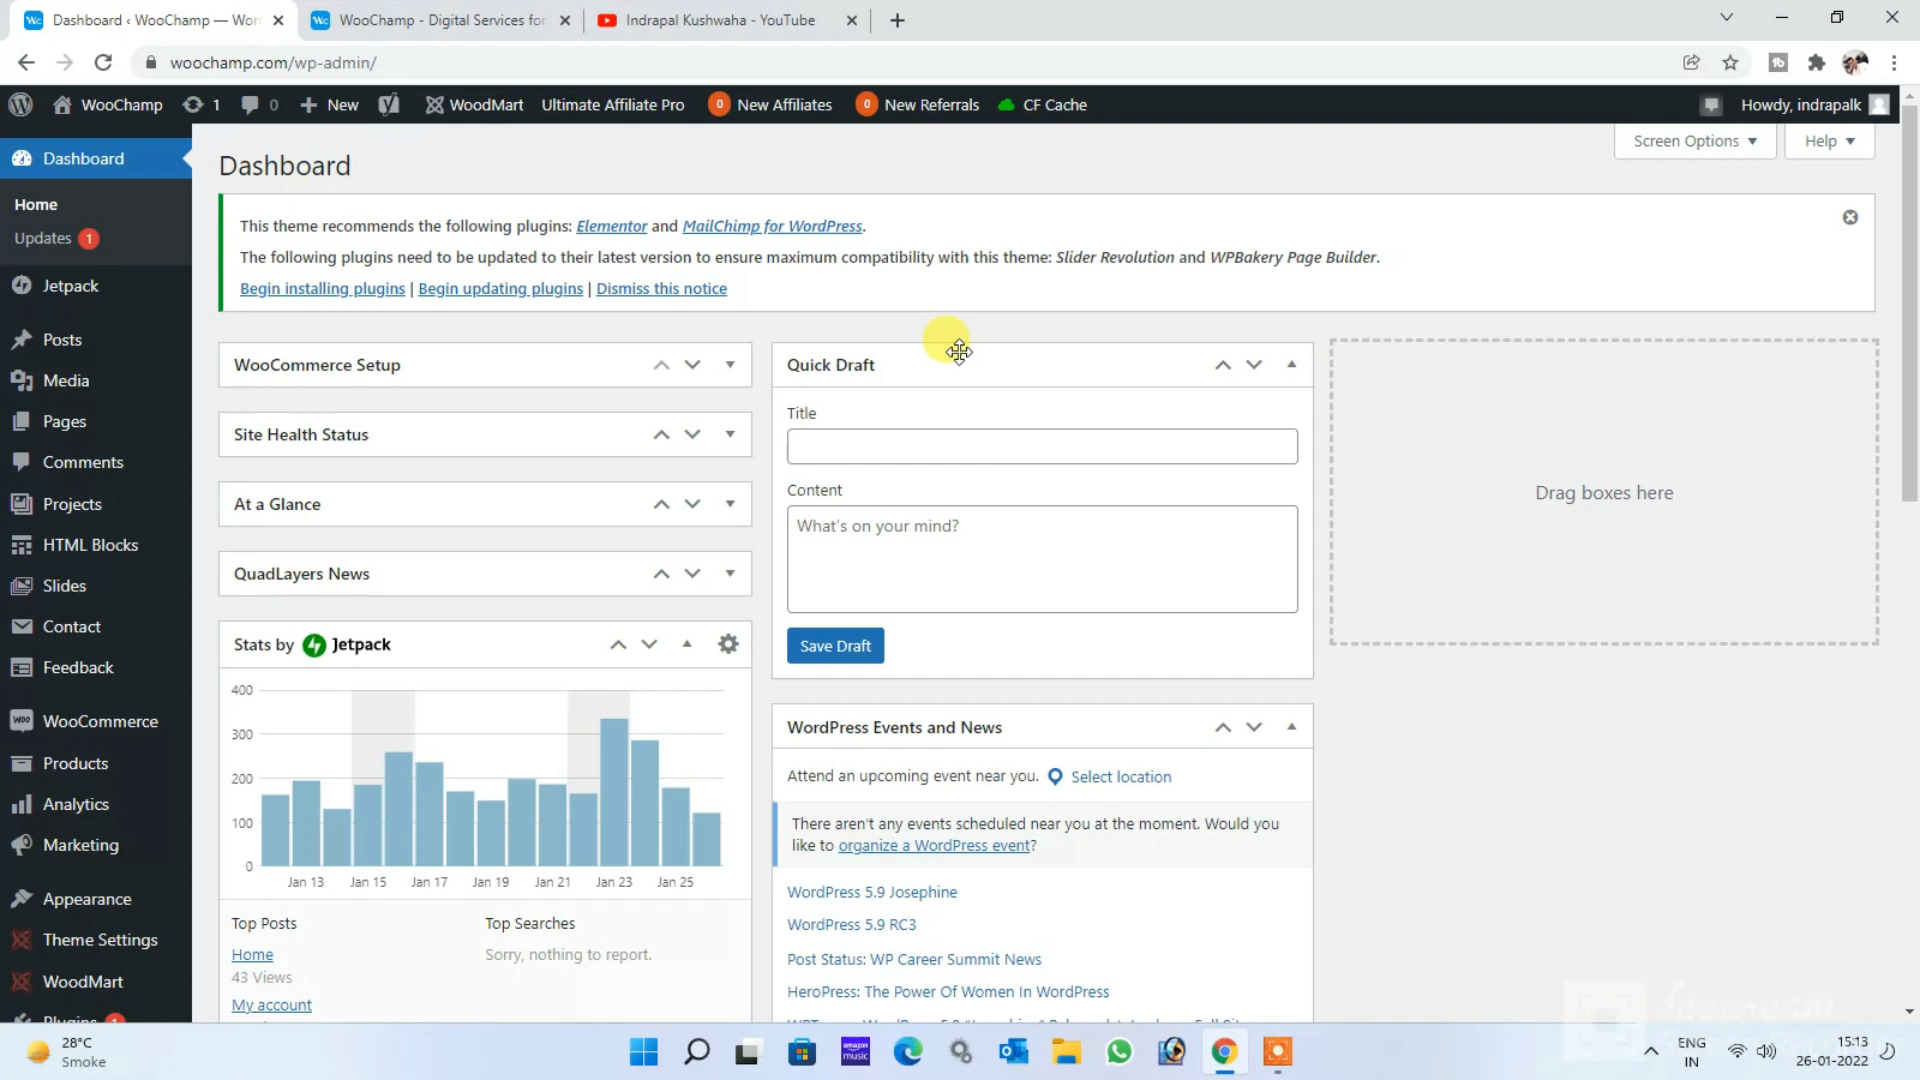 Dashboard ‹ WooChamp — Wor
WooChamp - Digital Services for
Indrapal Kushwaha - YouTube
woochamp.com/wp-admin/
WooChamp
1
0
New
WoodMart
Ultimate Affiliate Pro
0 New Affiliates
0 New Referrals
CF Cache
Howdy, indrapalk
Screen Options
Help
Dashboard
Home
Updates 1
Jetpack
Posts
Media
Pages
Comments
Projects
HTML Blocks
Slides
Contact
Feedback
WooCommerce
Products
Analytics
Marketing
Appearance
Theme Settings
WoodMart
Plugins
Dashboard
This theme recommends the following plugins: Elementor and MailChimp for WordPress.
The following plugins need to be updated to their latest version to ensure maximum compatibility with this theme: Slider Revolution and WPBakery Page Builder.
Begin installing plugins | Begin updating plugins | Dismiss this notice
WooCommerce Setup
Site Health Status
At a Glance
QuadLayers News
Stats by Jetpack
400
300
200
100
0
Jan 13 Jan 15 Jan 17 Jan 19 Jan 21 Jan 23 Jan 25
Top Posts
Home
43 Views
My account
Top Searches
Sorry, nothing to report.
Quick Draft
Title
Content
What's on your mind?
Save Draft
WordPress Events and News
Attend an upcoming event near you. Select location
There aren't any events scheduled near you at the moment. Would you
like to organize a WordPress event?
WordPress 5.9 Josephine
WordPress 5.9 RC3
Post Status: WP Career Summit News
HeroPress: The Power Of Women In WordPress
Drag boxes here
28°C
Smoke
amazon music
ENG
IN
15:13
26-01-2022